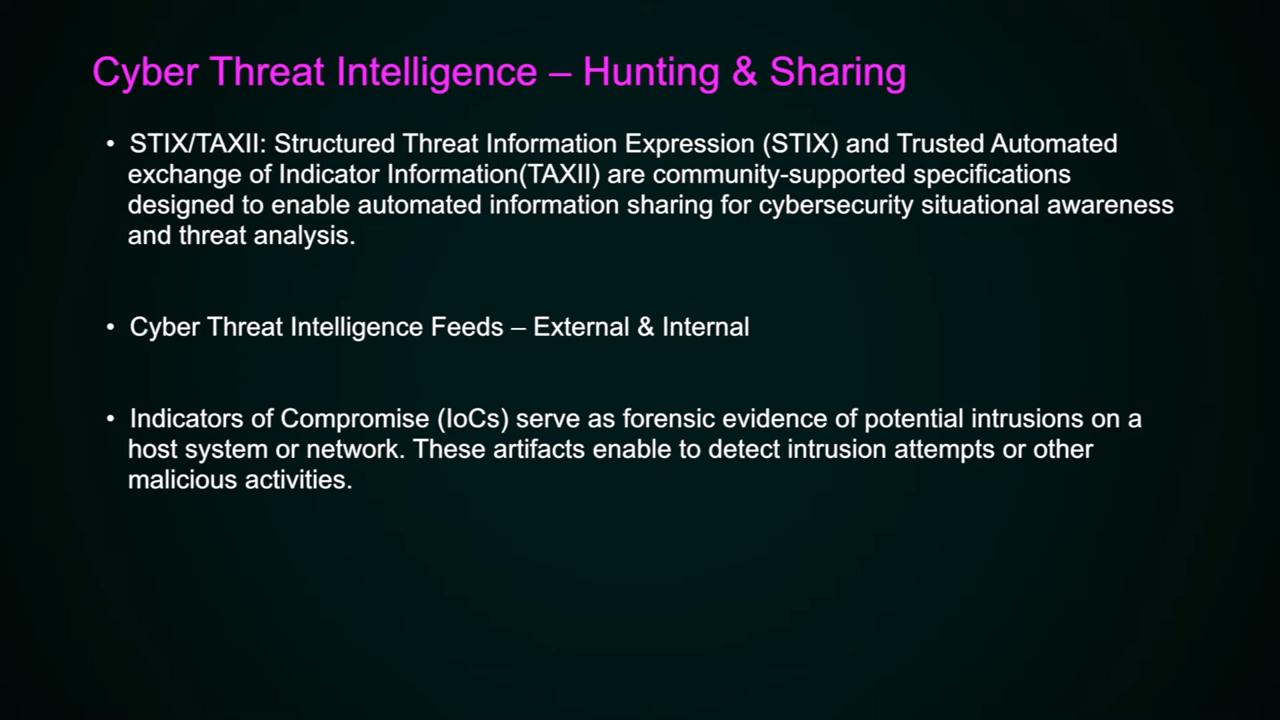 Cyber Threat Intelligence – Hunting & Sharing
• STIX/TAXII: Structured Threat Information Expression (STIX) and Trusted Automated
exchange of Indicator Information(TAXII) are community-supported specifications
designed to enable automated information sharing for cybersecurity situational awareness
and threat analysis.
• Cyber Threat Intelligence Feeds – External & Internal
• Indicators of Compromise (IoCs) serve as forensic evidence of potential intrusions on a
host system or network. These artifacts enable to detect intrusion attempts or other
malicious activities.